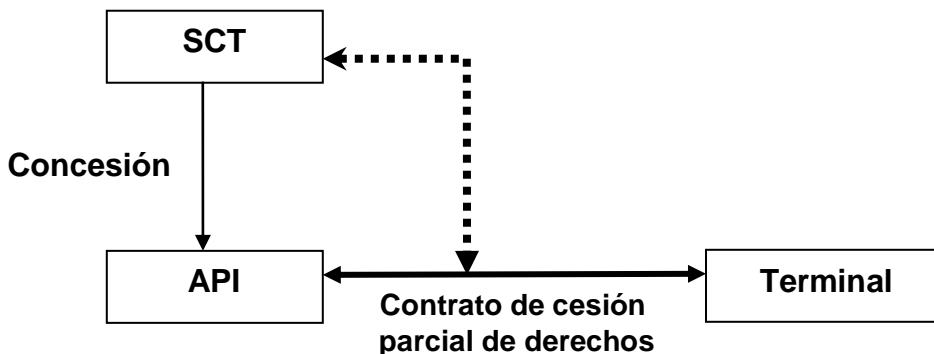 SCT
Concesión
API
Terminal
Contrato de cesión
parcial de derechos